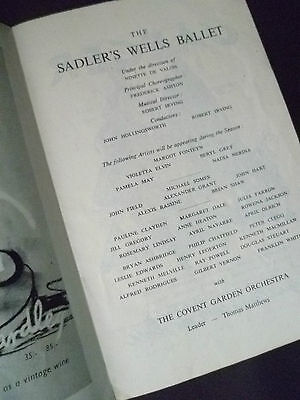 THE
SADLER'S WELLS BALLET
Under the direction of
NINETTE DE VALOIS
Principal Choreographer
FREDERICK ASHTON
Musical Director
ROBERT IRVING
Conductors:
JOHN HOLLINGSWORTH ROBERT IRVING
The following Artists will be appearing during the Season
MARGOT FONTEYN
VIOLETTA ELVIN BERYL GREY
PAMELA MAY NADIA NERINA
MICHAEL SOMES
JOHN FIELD ALEXANDER GRANT JOHN HART
ALEXIS RASSINE BRIAN SHAW
PAULINE CLAYDEN MARGARET DALE JULIA FARRON
JILL GREGORY ANNE HEATON ROWENA JACKSON
ROSEMARY LINDSAY AVRIL NAVARRE APRIL OLRICH
BRYAN ASHBRIDGE PHILIP CHATFIELD PETER CLEGG
LESLIE EDWARDS HENRY LEGERTON KENNETH MACMILLAN
KENNETH MELVILLE RAY POWELL DOUGLAS STEUART
ALFRED RODRIGUES GILBERT VERNON FRANKLIN WHITE
with
THE COVENT GARDEN ORCHESTRA
Leader — Thomas Matthews
35/- 35/-
as a vintage wine